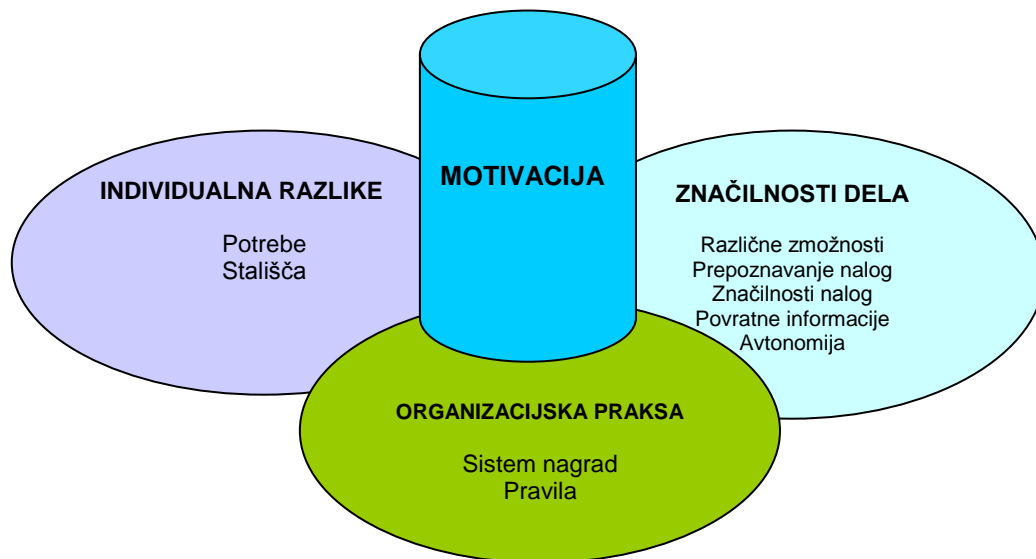 MOTIVACIJA
INDIVIDUALNA RAZLIKE
Potrebe
Stališča
ZNAČILNOSTI DELA
Različne zmožnosti
Prepoznavanje nalog
Značilnosti nalog
Povratne informacije
Avtonomija
ORGANIZACIJSKA PRAKSA
Sistem nagrad
Pravila